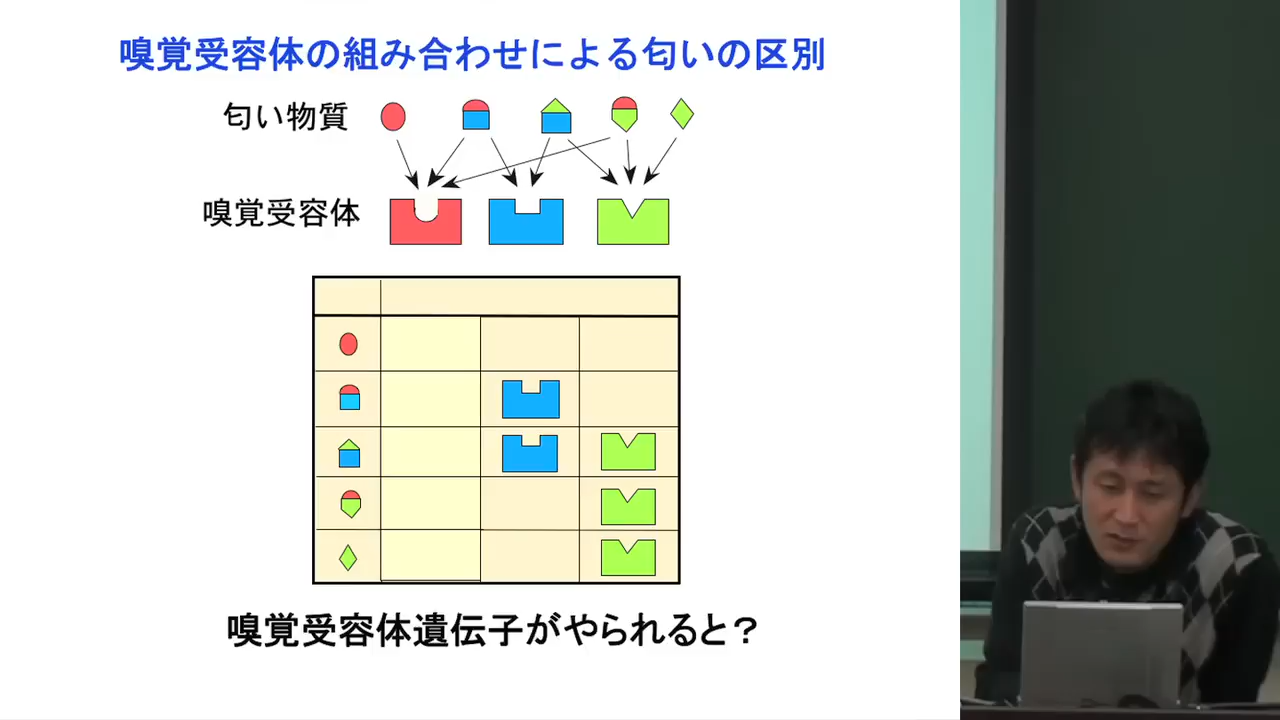 嗅覚受容体の組み合わせによる匂いの区別
匂い物質
嗅覚受容体
嗅覚受容体遺伝子がやられると？